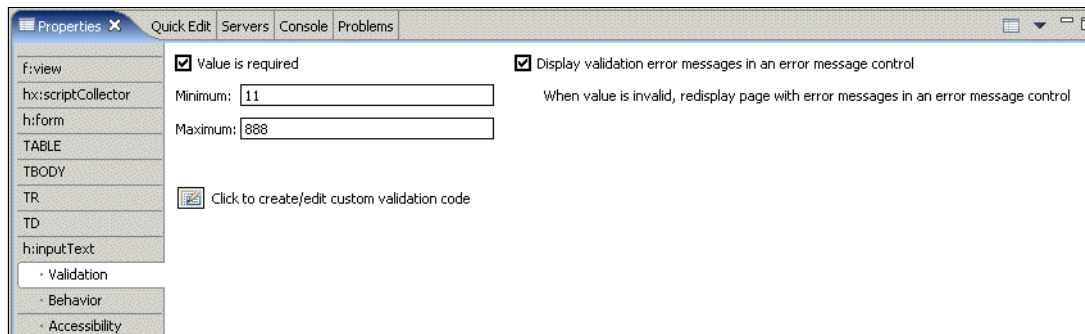 Properties Quick Edit Servers Console Problems
f:view
hx:scriptCollector
h:form
TABLE
TBODY
TR
TD
h:inputText
· Validation
· Behavior
· Accessibility
Value is required
Minimum: 11
Maximum: 888
Click to create/edit custom validation code
Display validation error messages in an error message control
When value is invalid, redisplay page with error messages in an error message control